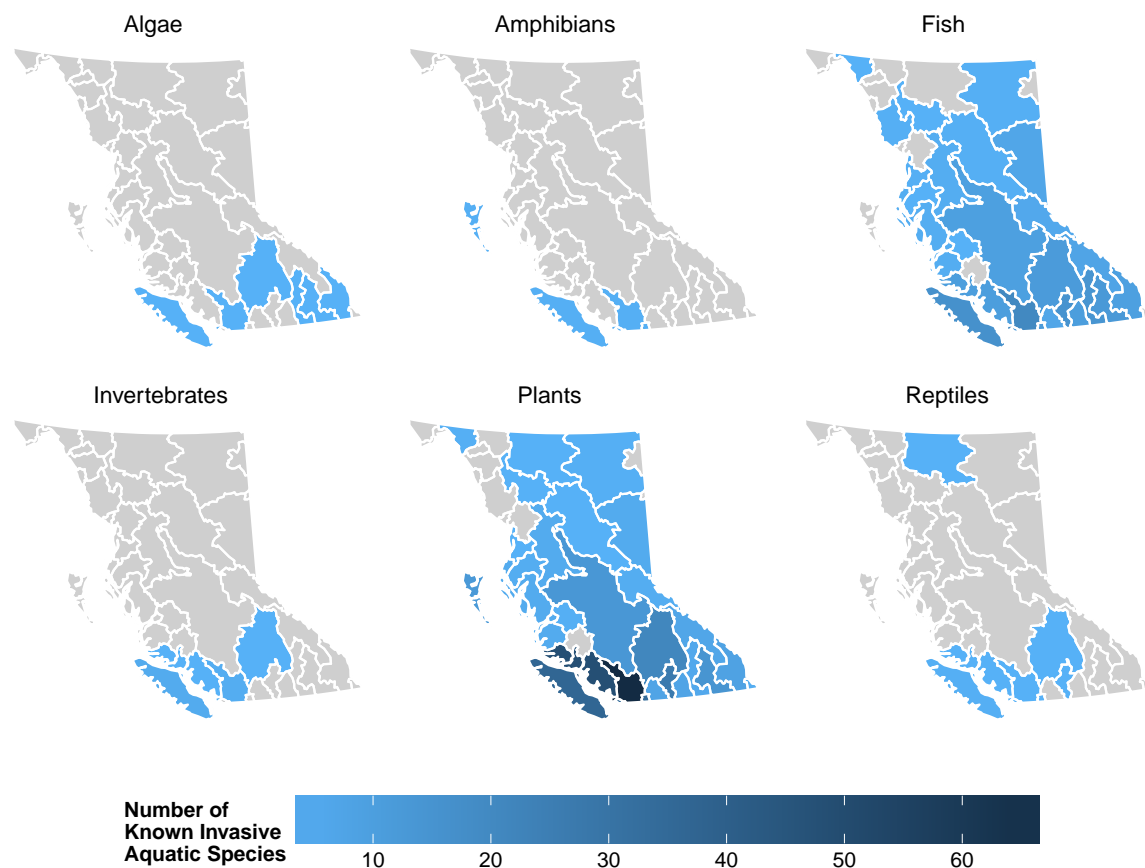 Algae
Amphibians
Fish
Invertebrates
Plants
Reptiles
Number of
Known Invasive
Aquatic Species
10
20
30
40
50
60